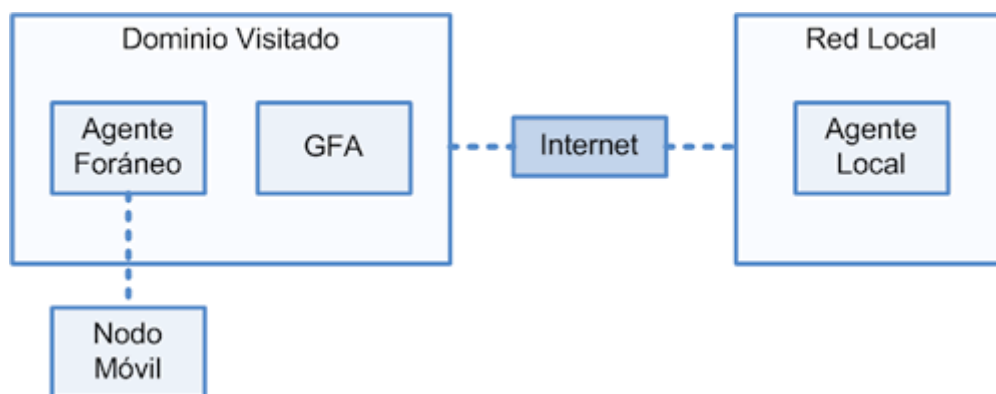 Dominio Visitado
Red Local
Agente
Foráneo
GFA
Internet
Agente
Local
Nodo
Móvil